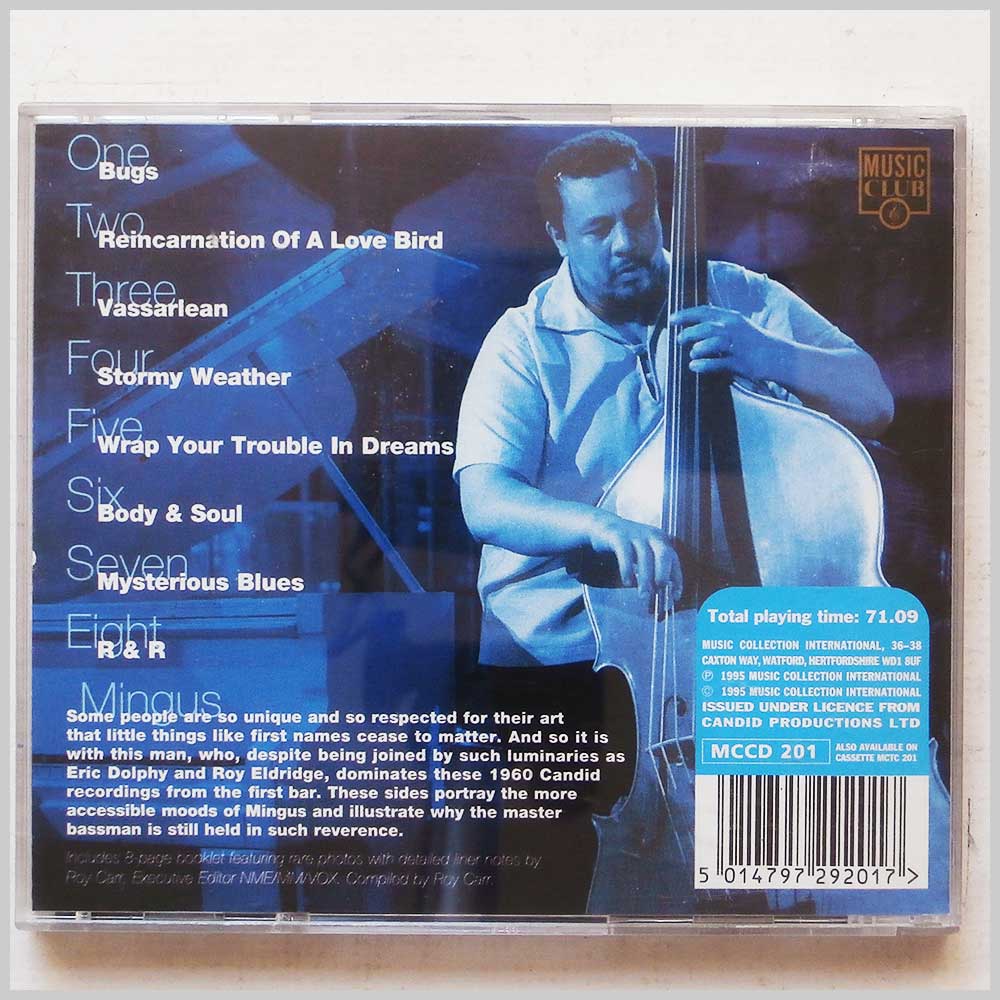 One
Bugs
Two
Reincarnation Of A Love Bird
Three
Vassarlean
Four
Stormy Weather
Five
Wrap Your Trouble In Dreams
Six
Body & Soul
Seven
Mysterious Blues
Eight
R & R
Mingus
Some people are so unique and so respected for their art
that little things like first names cease to matter. And so it is
with this man, who, despite being joined by such luminaries as
Eric Dolphy and Roy Eldridge, dominates these 1960 Candid
recordings from the first bar. These sides portray the more
accessible moods of Mingus and illustrate why the master
bassman is still held in such reverence.
Includes 8-page booklet featuring rare photos with detailed liner notes by
Roy Carr, Executive Editor NME/MM/VOX. Compiled by Roy Carr.
MUSIC
CLUB
Total playing time: 71.09
MUSIC COLLECTION INTERNATIONAL, 36–38
CAXTON WAY, WATFORD, HERTFORDSHIRE WD1 8UF
℗ 1995 MUSIC COLLECTION INTERNATIONAL
© 1995 MUSIC COLLECTION INTERNATIONAL
ISSUED UNDER LICENCE FROM
CANDID PRODUCTIONS LTD
MCCD 201
ALSO AVAILABLE ON
CASSETTE MCTC 201
5 014797 292017 >